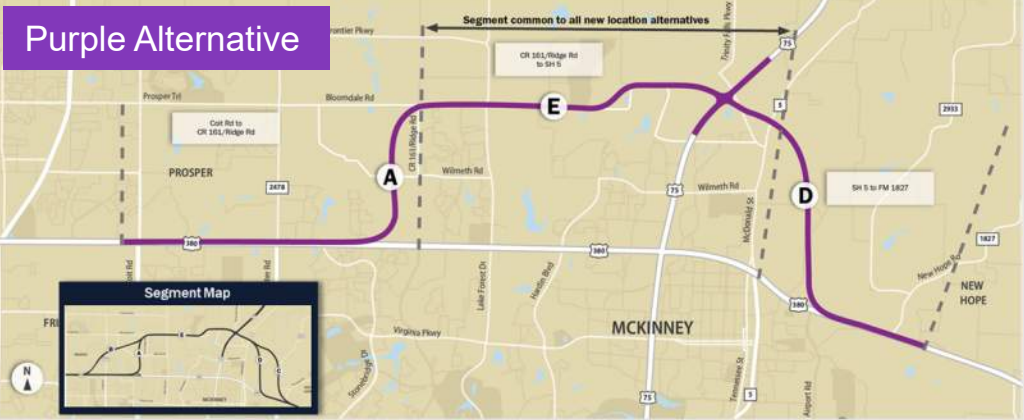 Purple Alternative
Segment common to all new location alternatives
CR 161/Ridge Rd
to SH 5
Trinity Falls Pkwy
75
Prosper Trl
Bloomdale Rd
E
5
2933
Coit Rd to
CR 161/Ridge Rd
CR 161/Ridge Rd
PROSPER
A
Wilmeth Rd
2478
75
Wilmeth Rd
D
SH 5 to FM 1827
McDonald St
380
380
1827
New Hope R
NEW
HOPE
Lake Forest Dr
Hardin Blvd
380
Segment Map
Virginia Pkwy
MCKINNEY
N
Stonebridge Dr
Tennessee St
Airport Rd
75
5
MCKINNEY